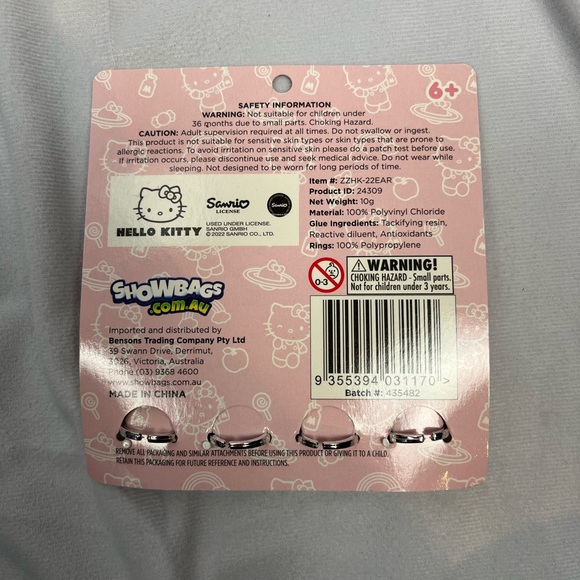 6+
SAFETY INFORMATION
WARNING: Not suitable for children under
36 months due to small parts. Choking Hazard.
CAUTION: Adult supervision required at all times. Do not swallow or ingest.
This product is not suitable for sensitive skin types or skin types that are prone to
allergic reactions. To avoid irritation on sensitive skin please do a patch test before use.
If irritation occurs, please discontinue use and seek medical advice. Do not wear while
sleeping. Not designed to be worn for long periods of time.
Item #: ZZHK-22EAR
Product ID: 24309
Net Weight: 10g
Material: 100% Polyvinyl Chloride
Glue Ingredients: Tackifying resin,
Reactive diluent, Antioxidants
Rings: 100% Polypropylene
HELLO KITTY
Sanrio
LICENSE
Sanrio
USED UNDER LICENSE.
SANRIO GMBH
© 2022 SANRIO CO., LTD.
0-3
WARNING!
CHOKING HAZARD - Small parts.
Not for children under 3 years.
SHOWBAGS
.com.au
Imported and distributed by
Bensons Trading Company Pty Ltd
39 Swann Drive, Derrimut,
3026, Victoria, Australia
Phone (03) 9368 4600
www.showbags.com.au
MADE IN CHINA
9 355394 031170 >
Batch #: 435482
REMOVE ALL PACKAGING AND SIMILAR ATTACHMENTS BEFORE USING THIS PRODUCT OR GIVING IT TO A CHILD.
RETAIN THIS PACKAGING FOR FUTURE REFERENCE AND INSTRUCTIONS.